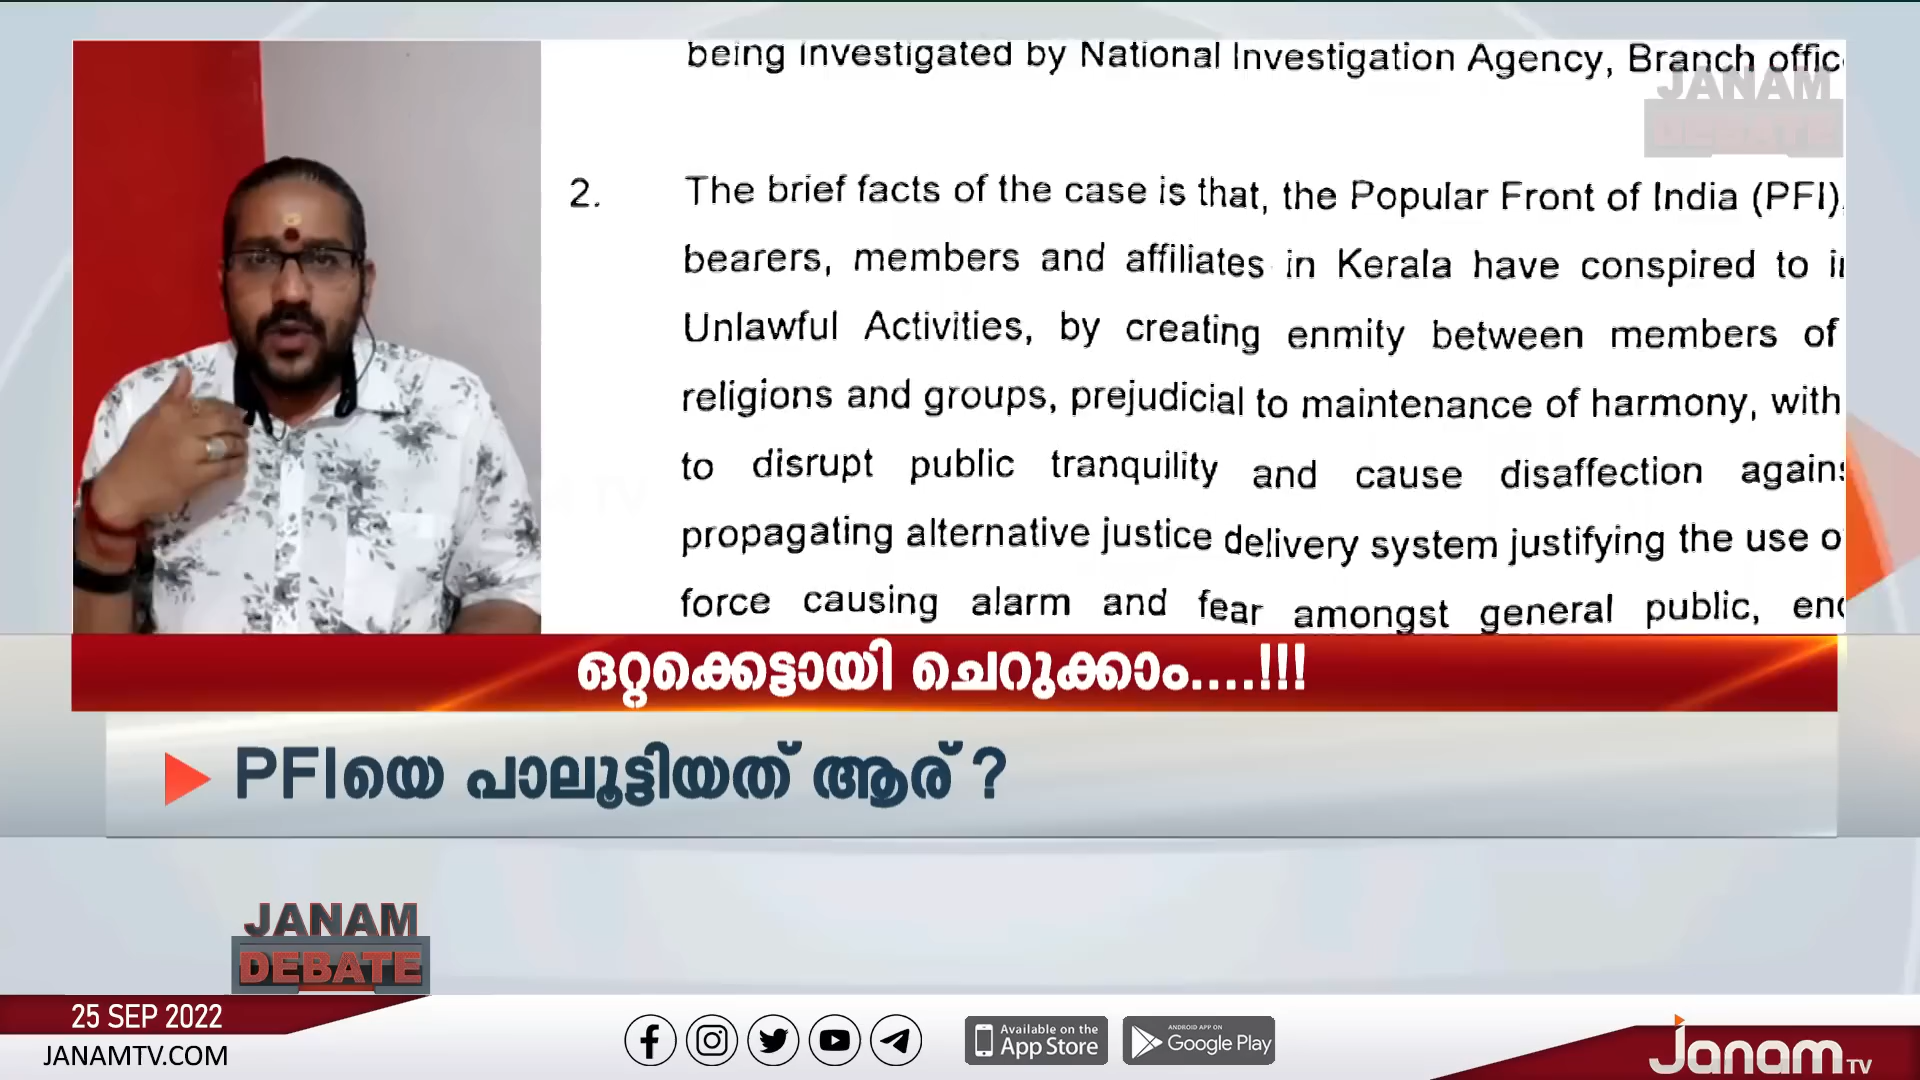 being investigated by National Investigation Agency, Branch offic
JANAM
DEBATE
2. The brief facts of the case is that, the Popular Front of India (PFI),
bearers, members and affiliates in Kerala have conspired to
Unlawful Activities, by creating enmity between members of
religions and groups, prejudicial to maintenance of harmony, with
to disrupt public tranquility and cause disaffection agains
propagating alternative justice delivery system justifying the use o
force causing alarm and fear amongst general public,
ഒറ്റക്കെട്ടായി ചെറുക്കാം....!!!
PFIയെ പാലൂട്ടിയത് ആര് ?
JANAM
DEBATE
25 SEP 2022
JANAMTV.COM
Available on the
App Store
ANDROID APP ON
Google Play
Janam TV